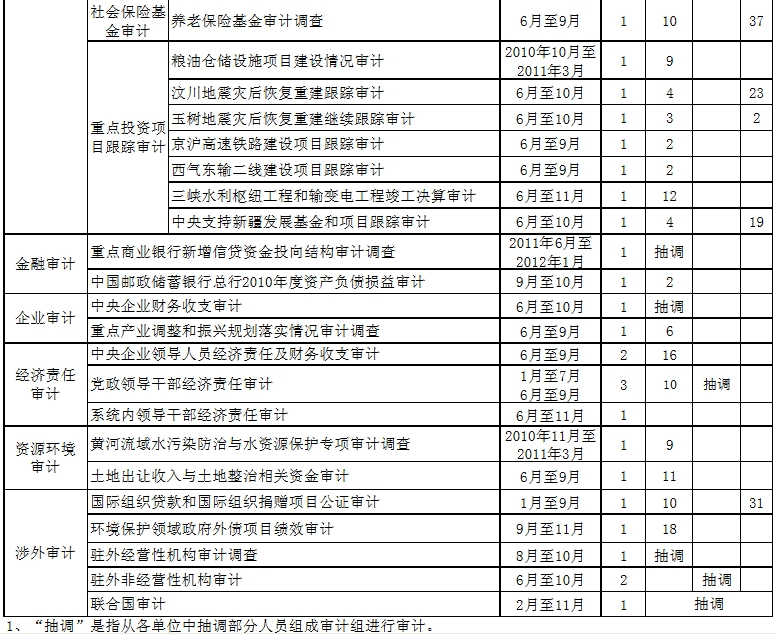 社会保险基金审计 养老保险基金审计调查 6月至9月 1 10 37
重点投资项目跟踪审计
粮油仓储设施项目建设情况审计 2010年10月至2011年3月 1 9
汶川地震灾后恢复重建跟踪审计 6月至10月 1 4 23
玉树地震灾后恢复重建继续跟踪审计 6月至10月 1 3 2
京沪高速铁路建设项目跟踪审计 6月至9月 1 2
西气东输二线建设项目跟踪审计 6月至9月 1 2
三峡水利枢纽工程和输变电工程竣工决算审计 6月至11月 1 12
中央支持新疆发展基金和项目跟踪审计 6月至10月 1 4 19
金融审计
重点商业银行新增信贷资金投向结构审计调查 2011年6月至2012年1月 1 抽调
中国邮政储蓄银行总行2010年度资产负债损益审计 9月至10月 1 2
企业审计
中央企业财务收支审计 6月至10月 1 抽调
重点产业调整和振兴规划落实情况审计调查 6月至9月 1 6
经济责任审计
中央企业领导人员经济责任及财务收支审计 6月至9月 2 16
党政领导干部经济责任审计 1月至7月 6月至9月 3 10 抽调
系统内领导干部经济责任审计 6月至11月 1
资源环境审计
黄河流域水污染防治与水资源保护专项审计调查 2010年11月至2011年3月 1 9
土地出让收入与土地整治相关资金审计 6月至9月 1 11
涉外审计
国际组织贷款和国际组织捐赠项目公证审计 1月至9月 1 10 31
环境保护领域政府外债项目绩效审计 9月至11月 1 18
驻外经营性机构审计调查 8月至10月 1 抽调
驻外非经营性机构审计 6月至10月 2 抽调
联合国审计 2月至11月 1 抽调
1、“抽调”是指从各单位中抽调部分人员组成审计组进行审计。